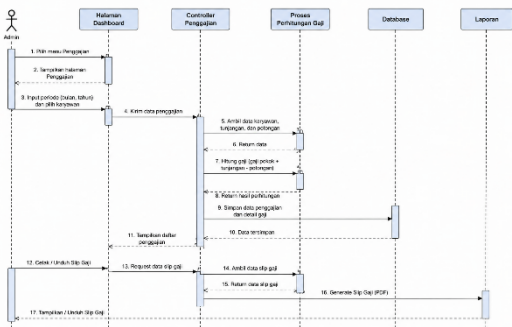 Halaman
Dashboard
Controller
Penggajian
Proses
Perhitungan Gaji
Database
Laporan
Admin
1. Pilih menu Penggajian
2. Tampilkan halaman
Penggajian
3. Input periode (bulan, tahun)
dan pilih karyawan
4. Kirim data penggajian
5. Ambil data karyawan,
tunjangan, dan potongan
6. Return data
7. Hitung gaji (gaji pokok +
tunjangan - potongan)
8. Return hasil perhitungan
9. Simpan data penggajian
dan detail gaji
10. Data tersimpan
11. Tampilkan daftar
penggajian
12. Cetak / Unduh Slip Gaji
13. Request data slip gaji
14. Ambil data slip gaji
15. Return data slip gaji
16. Generate Slip Gaji (PDF)
17. Tampilkan / Unduh Slip Gaji